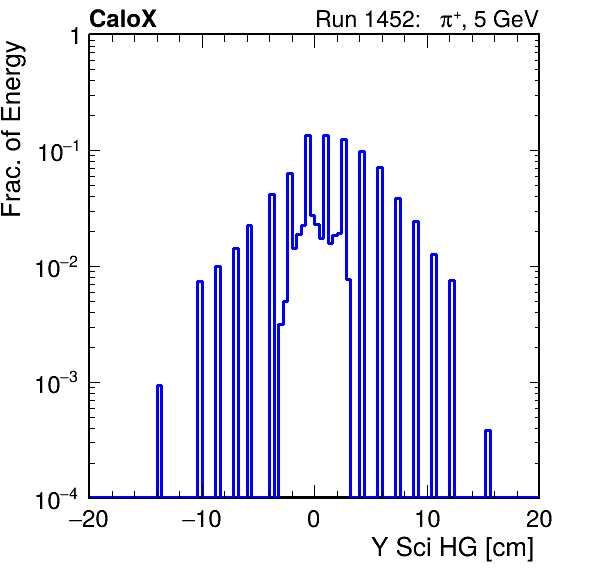 CaloX Run 1452: π⁺, 5 GeV
Frac. of Energy
1
10⁻¹
10⁻²
10⁻³
10⁻⁴
−20 −10 0 10 20
Y Sci HG [cm]